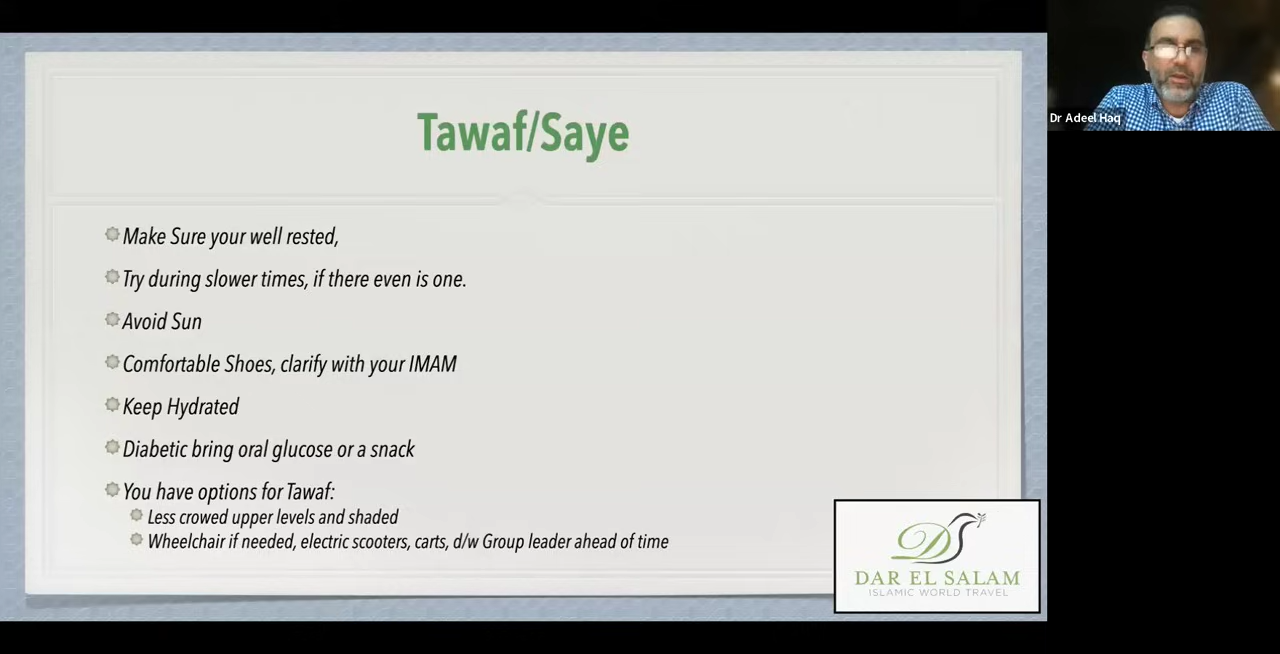 Tawaf/Saye
Make Sure your well rested,
Try during slower times, if there even is one.
Avoid Sun
Comfortable Shoes, clarify with your IMAM
Keep Hydrated
Diabetic bring oral glucose or a snack
You have options for Tawaf:
Less crowed upper levels and shaded
Wheelchair if needed, electric scooters, carts, d/w Group leader ahead of time
DS
DAR EL SALAM
ISLAMIC WORLD TRAVEL
Dr Adeel Haq